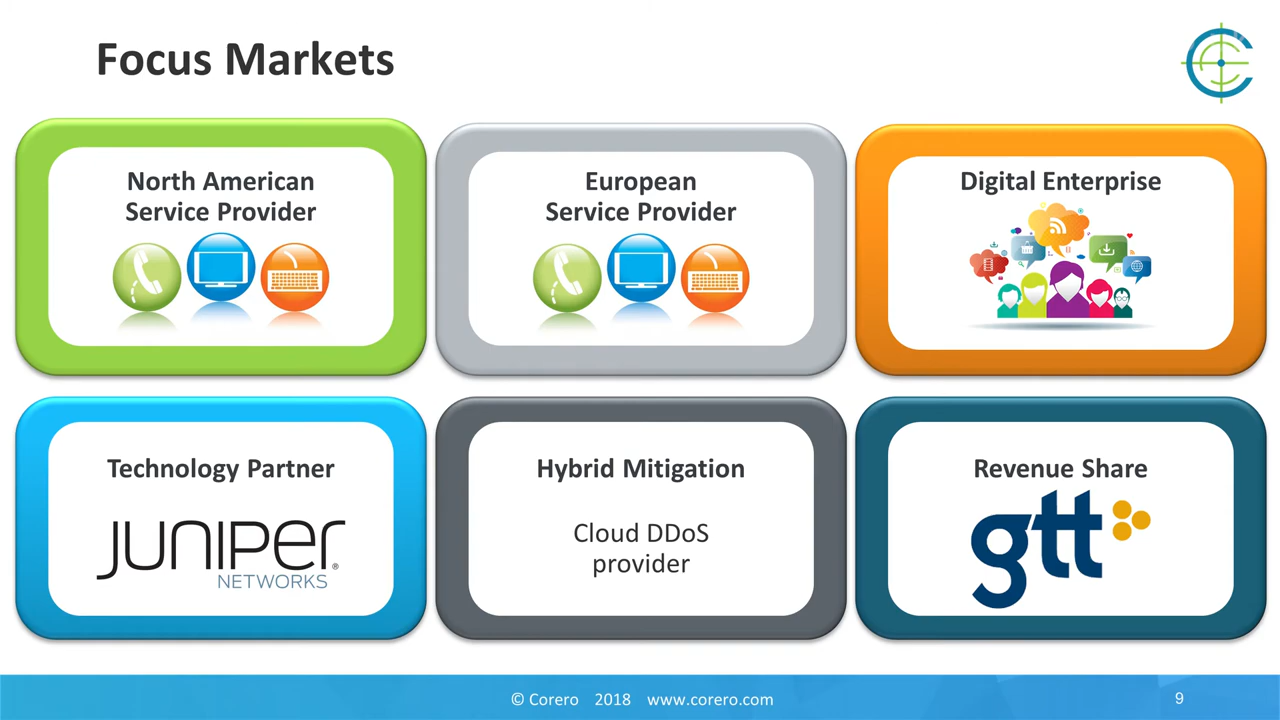 Focus Markets
North American
Service Provider
European
Service Provider
Digital Enterprise
Technology Partner
JUNIPER
NETWORKS
®
Hybrid Mitigation
Cloud DDoS
provider
Revenue Share
gtt
© Corero 2018 www.corero.com
9